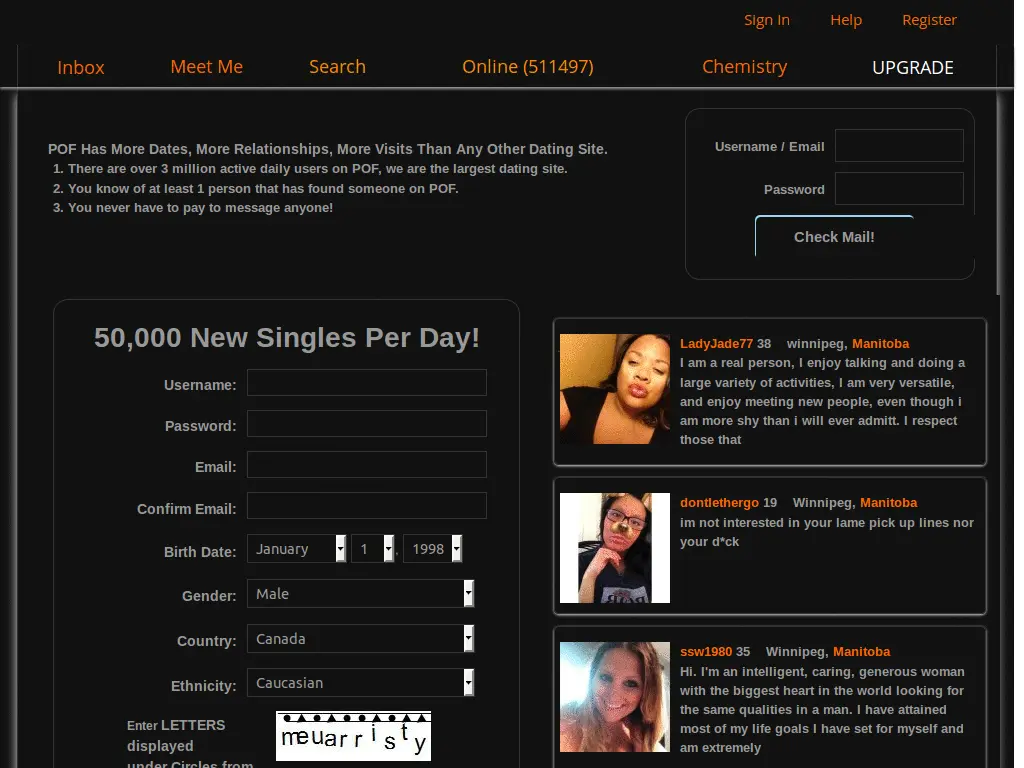 Sign In Help Register
Inbox Meet Me Search Online (511497) Chemistry UPGRADE
POF Has More Dates, More Relationships, More Visits Than Any Other Dating Site.
1. There are over 3 million active daily users on POF, we are the largest dating site.
2. You know of at least 1 person that has found someone on POF.
3. You never have to pay to message anyone!
Username / Email
Password
Check Mail!
50,000 New Singles Per Day!
Username:
Password:
Email:
Confirm Email:
Birth Date: January 1 , 1998
Gender: Male
Country: Canada
Ethnicity: Caucasian
Enter LETTERS
displayed
under Circles from
meuarristy
LadyJade77 38 winnipeg, Manitoba
I am a real person, I enjoy talking and doing a
large variety of activities, I am very versatile,
and enjoy meeting new people, even though i
am more shy than i will ever admitt. I respect
those that
dontlethergo 19 Winnipeg, Manitoba
im not interested in your lame pick up lines nor
your d*ck
ssw1980 35 Winnipeg, Manitoba
Hi. I'm an intelligent, caring, generous woman
with the biggest heart in the world looking for
the same qualities in a man. I have attained
most of my life goals I have set for myself and
am extremely